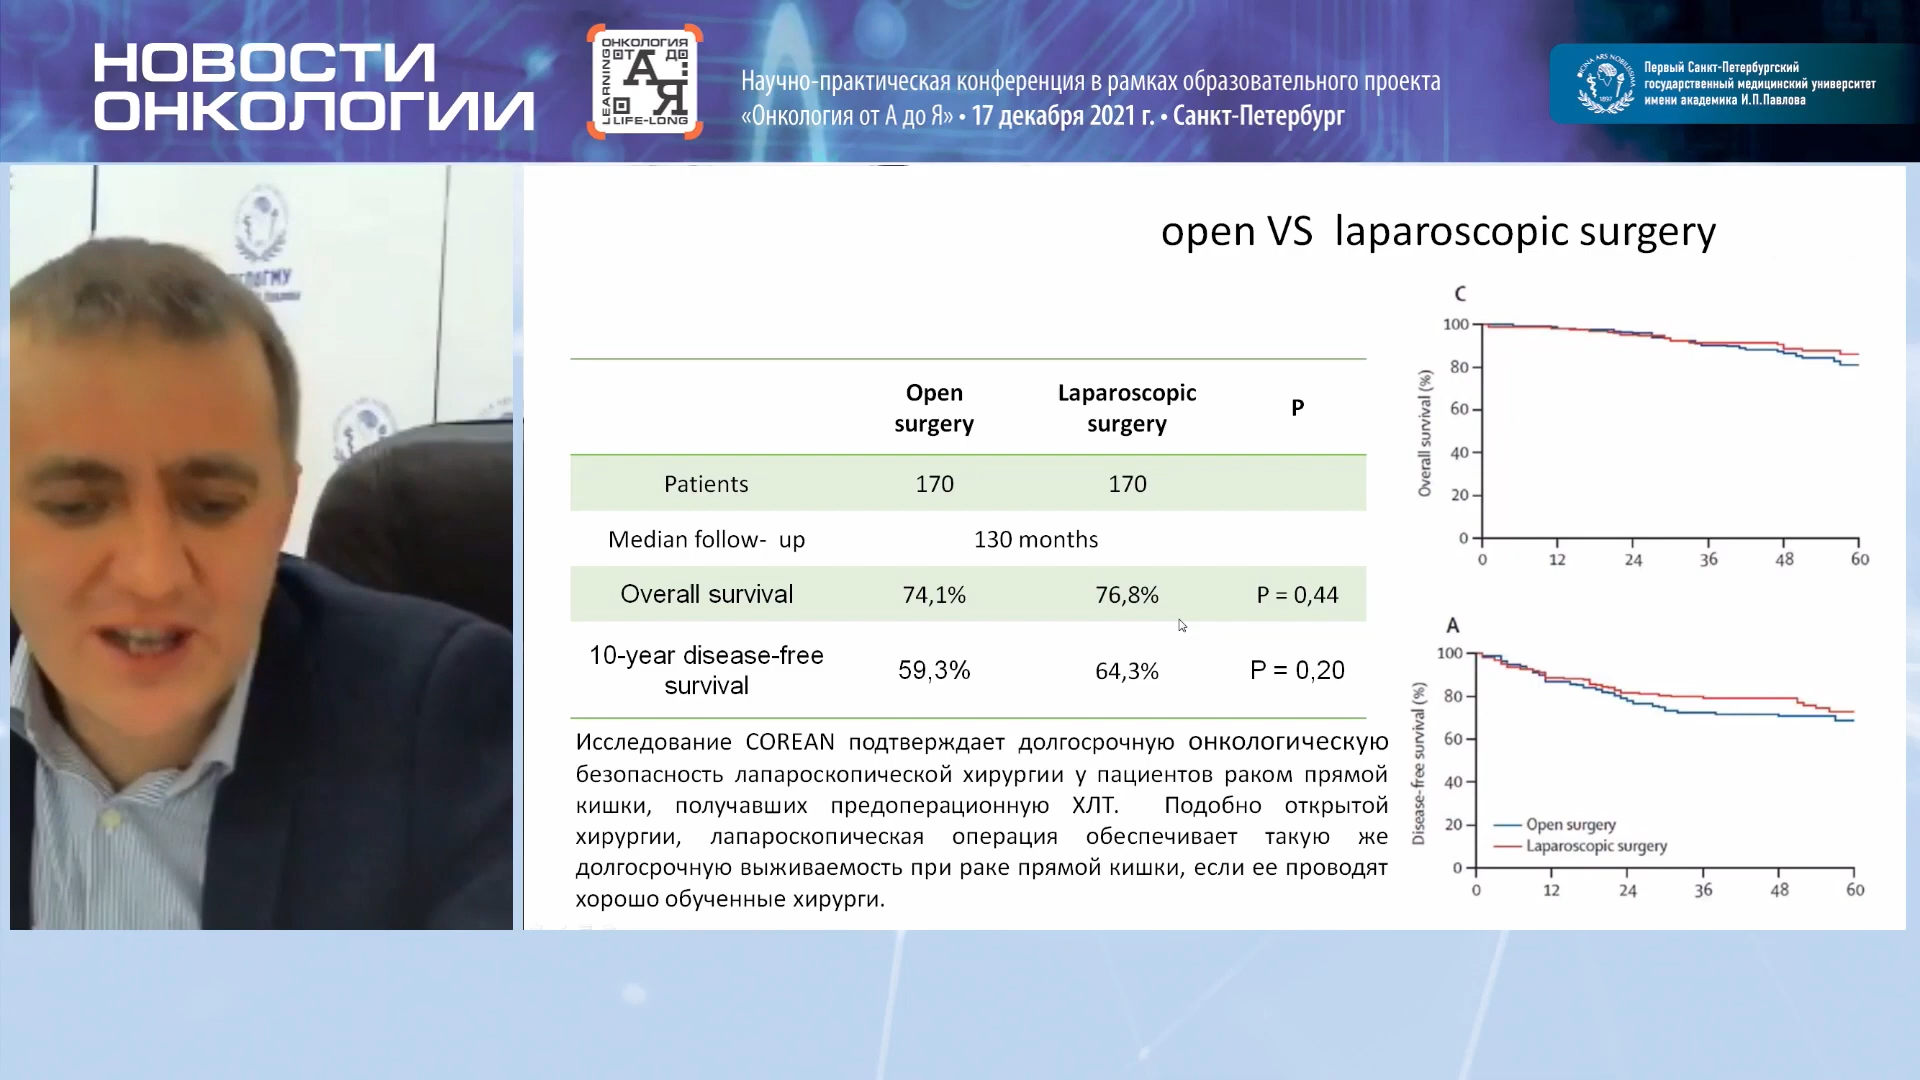 НОВОСТИ
ОНКОЛОГИИ
ОНКОЛОГИЯ
ОТ А ДО Я
LEARNING
LIFE-LONG
Научно-практическая конференция в рамках образовательного проекта
«Онкология от А до Я» • 17 декабря 2021 г. • Санкт-Петербург
Первый Санкт-Петербургский
государственный медицинский университет
имени академика И.П.Павлова
open VS laparoscopic surgery
Open
surgery
Laparoscopic
surgery
P
Patients 170 170
Median follow- up 130 months
Overall survival 74,1% 76,8% P = 0,44
10-year disease-free
survival
59,3% 64,3% P = 0,20
Исследование COREAN подтверждает долгосрочную онкологическую
безопасность лапароскопической хирургии у пациентов раком прямой
кишки, получавших предоперационную ХЛТ. Подобно открытой
хирургии, лапароскопическая операция обеспечивает такую же
долгосрочную выживаемость при раке прямой кишки, если ее проводят
хорошо обученные хирурги.
C
Overall survival (%)
100
80
60
40
20
0
0 12 24 36 48 60
A
Disease-free survival (%)
100
80
60
40
20
0
Open surgery
Laparoscopic surgery
0 12 24 36 48 60